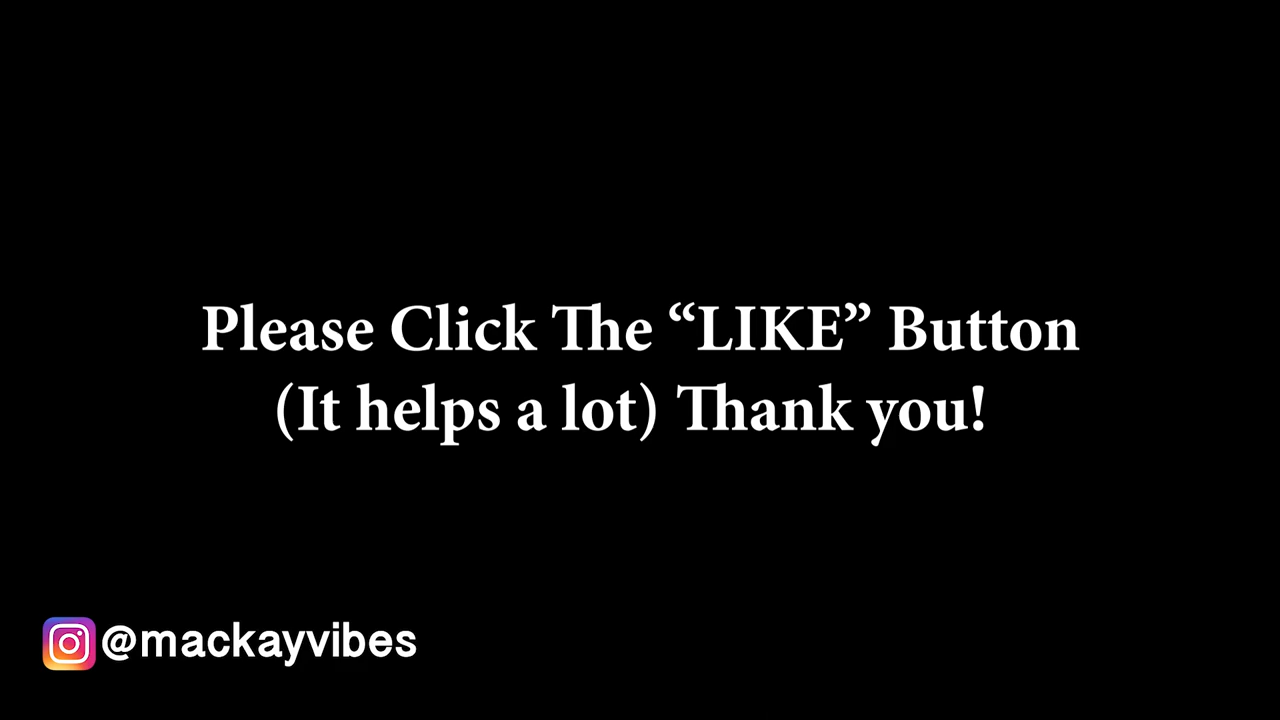 Please Click The “LIKE” Button
(It helps a lot) Thank you!
@mackayvibes